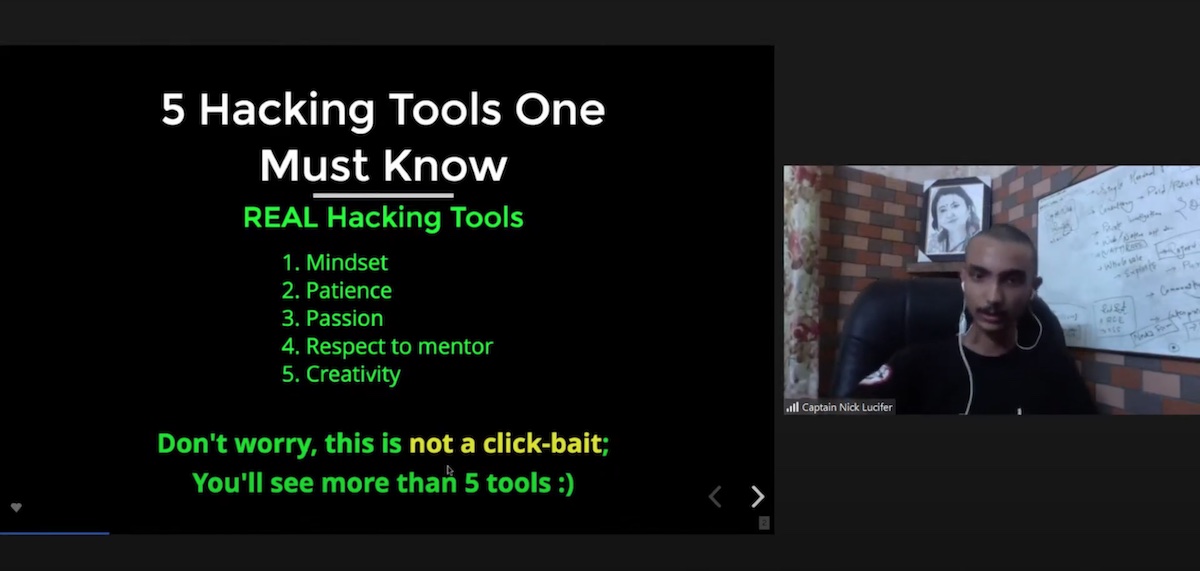 5 Hacking Tools One
Must Know
REAL Hacking Tools
1. Mindset
2. Patience
3. Passion
4. Respect to mentor
5. Creativity
Don't worry, this is not a click-bait;
You'll see more than 5 tools :)
2
Captain Nick Lucifer